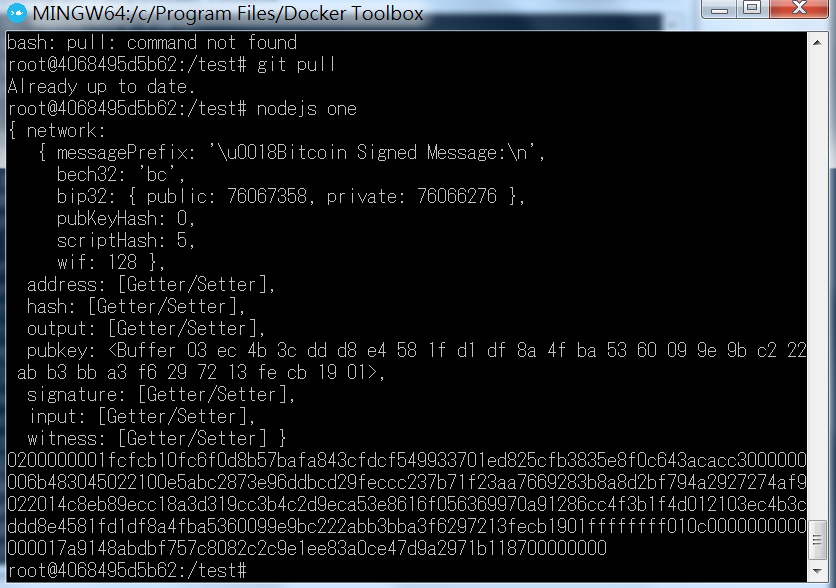 MINGW64:/c/Program Files/Docker Toolbox
bash: pull: command not found
root@4068495d5b62:/test# git pull
Already up to date.
root@4068495d5b62:/test# nodejs one
{ network:
{ messagePrefix: '\u0018Bitcoin Signed Message:\n',
bech32: 'bc',
bip32: { public: 76067358, private: 76066276 },
pubKeyHash: 0,
scriptHash: 5,
wif: 128 },
address: [Getter/Setter],
hash: [Getter/Setter],
output: [Getter/Setter],
pubkey: <Buffer 03 ec 4b 3c dd d8 e4 58 1f d1 df 8a 4f ba 53 60 09 9e 9b c2 22
ab b3 bb a3 f6 29 72 13 fe cb 19 01>,
signature: [Getter/Setter],
input: [Getter/Setter],
witness: [Getter/Setter] }
0200000001fcfcb10fc6f0d8b57bafa843cfdcf549933701ed825cfb3835e8f0c643acacc3000000
006b483045022100e5abc2873e96ddbcd29feccc237b71f23aa7669283b8a8d2bf794a2927274af9
022014c8eb89ecc18a3d319cc3b4c2d9eca53e8616f056369970a91286cc4f3b1f4d012103ec4b3c
ddd8e4581fd1df8a4fba5360099e9bc222abb3bba3f6297213fecb1901ffffffff010c0000000000
000017a9148abdbf757c8082c2c9e1ee83a0ce47d9a2971b118700000000
root@4068495d5b62:/test#